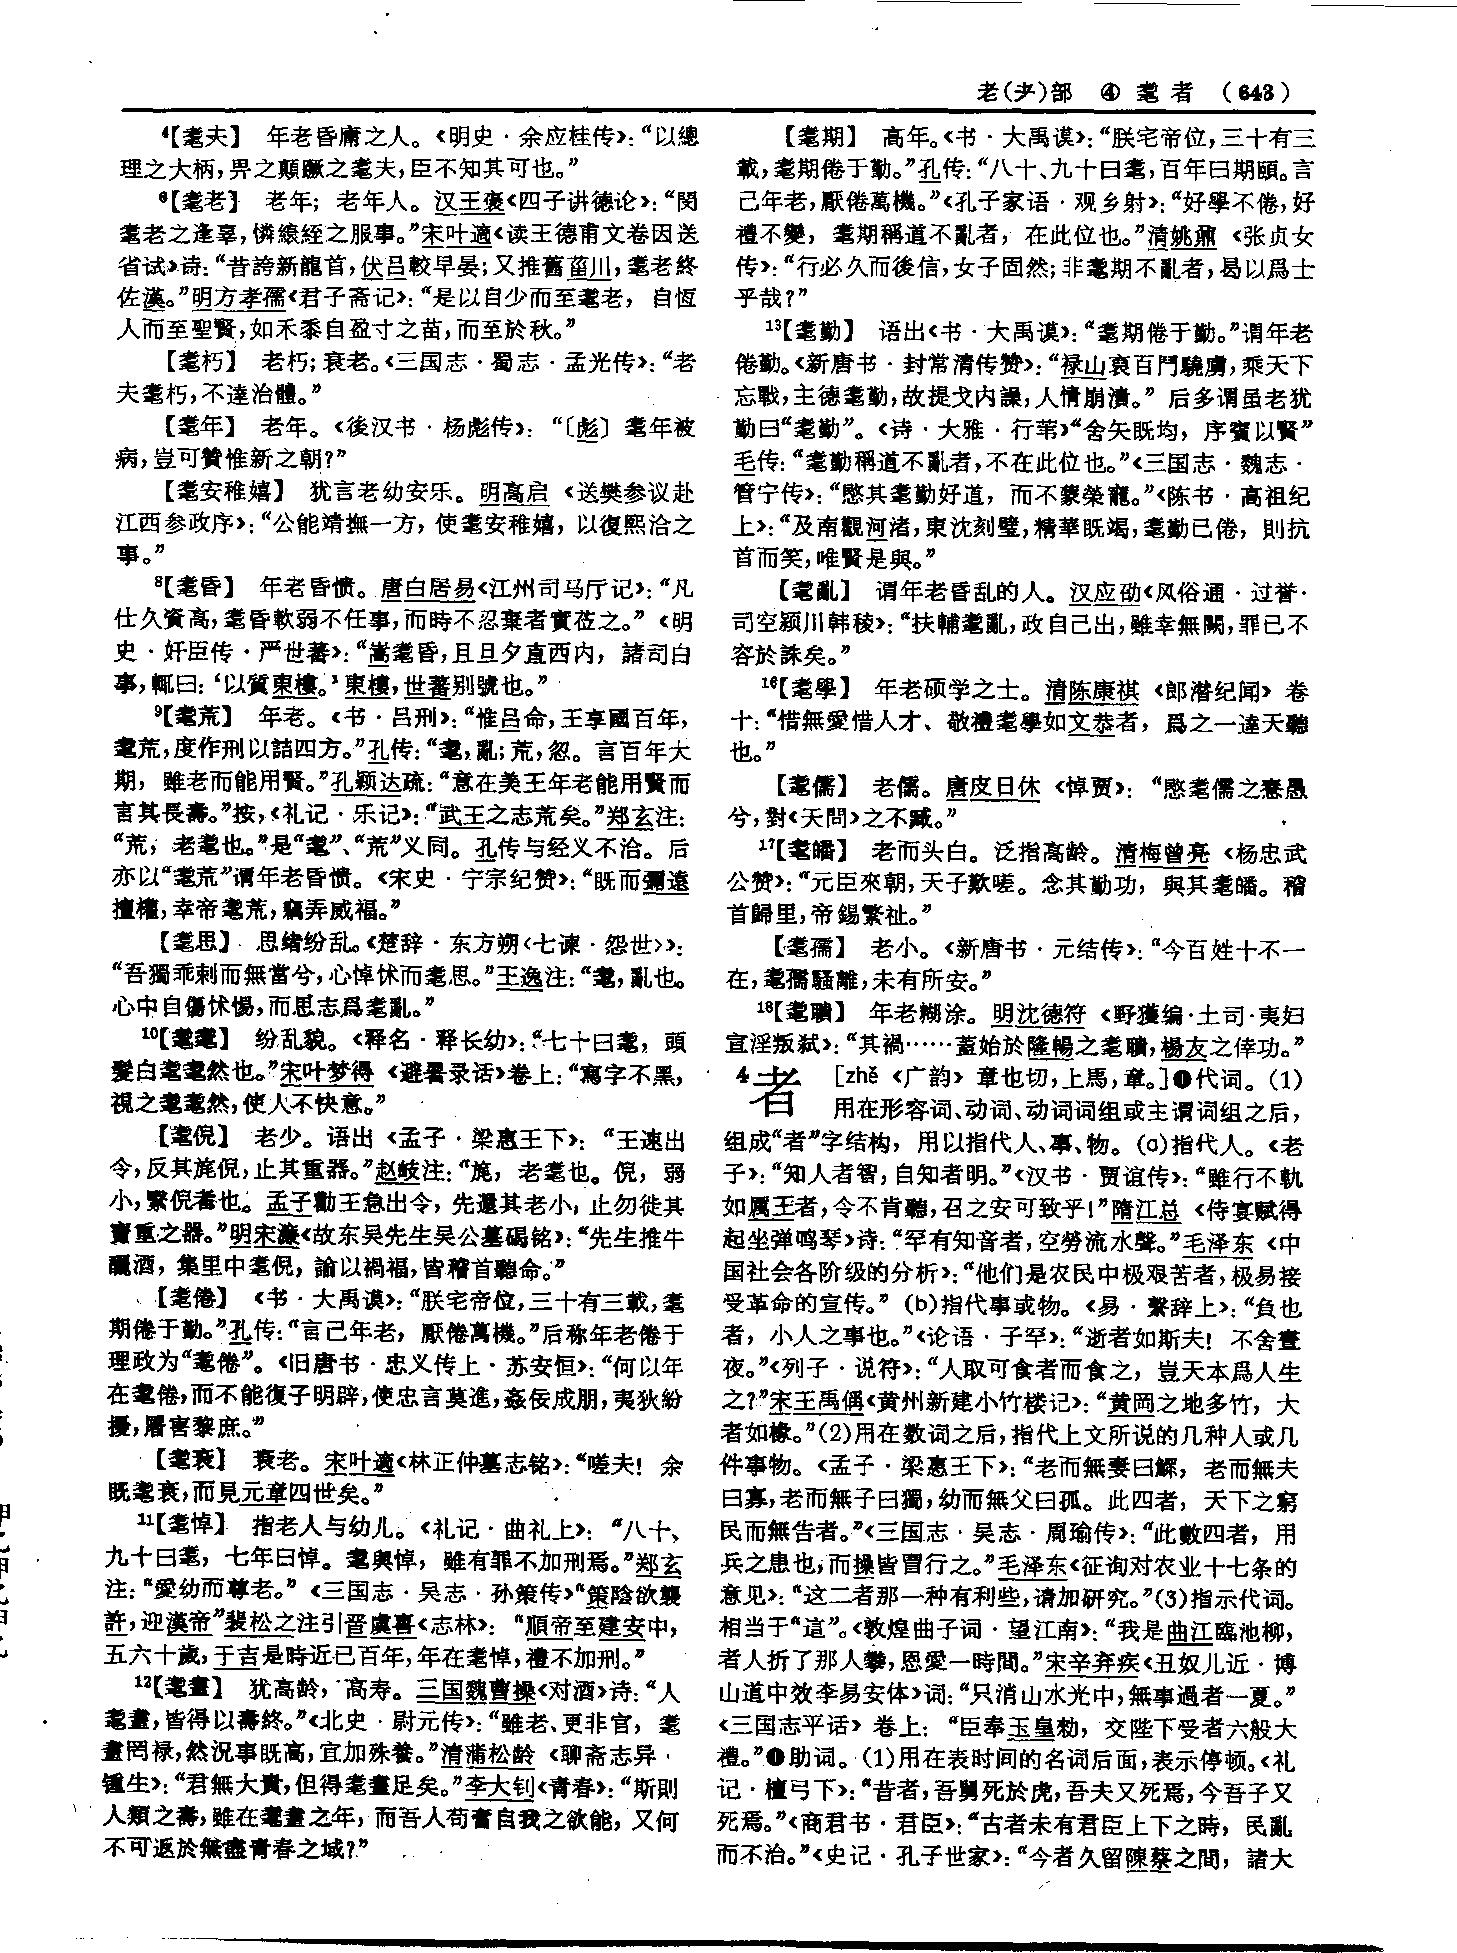 老(耂)部 ④ 耄者 (643)
⁴【耄夫】 年老昏庸之人。《明史·余应桂传》：“以總
理之大柄，畀之顛蹶之耄夫，臣不知其可也。”
⁶【耄老】 老年；老年人。汉王褒《四子讲德论》：“閔
耄老之逢辜，憐縗絰之服事。”宋叶適《读王德甫文卷因送
省试》诗：“昔誇新龍首，伏吕較早晏；又推舊菑川，耄老終
佐漢。”明方孝孺《君子斋记》：“是以自少而至耄老，自恆
人而至聖賢，如禾黍自盈寸之苗，而至於秋。”
【耄朽】 老朽；衰老。《三国志·蜀志·孟光传》：“老
夫耄朽，不達治體。”
【耄年】 老年。《後汉书·杨彪传》：“〔彪〕耄年被
病，豈可贊惟新之朝？”
【耄安稚嬉】 犹言老幼安乐。明高启《送樊参议赴
江西参政序》：“公能靖撫一方，使耄安稚嬉，以復熙洽之
事。”
⁸【耄昏】 年老昏愦。唐白居易《江州司马厅记》：“凡
仕久資高，耄昏軟弱不任事，而時不忍棄者實莅之。”《明
史·奸臣传·严世蕃》：“嵩耄昏，且旦夕直西内，諸司白
事，輒曰：‘以質東樓。’東樓，世蕃别號也。”
⁹【耄荒】 年老。《书·吕刑》：“惟吕命，王享國百年，
耄荒，度作刑以詰四方。”孔传：“耄，亂；荒，忽。言百年大
期，雖老而能用賢。”孔颖达疏：“意在美王年老能用賢而
言其長壽。”按，《礼记·乐记》：“武王之志荒矣。”郑玄注：
“荒，老耄也。”是“耄”、“荒”义同。孔传与经义不洽。后
亦以“耄荒”谓年老昏愦。《宋史·宁宗纪赞》：“既而彌遠
擅權，幸帝耄荒，竊弄威福。”
【耄思】 思绪纷乱。《楚辞·东方朔〈七谏·怨世〉》：
“吾獨乖剌而無當兮，心悼怵而耄思。”王逸注：“耄，亂也。
心中自傷怵惕，而思志爲耄亂。”
¹⁰【耄耄】 纷乱貌。《释名·释长幼》：“七十曰耄，頭
髮白耄耄然也。”宋叶梦得《避暑录话》卷上：“寫字不黑，
視之耄耄然，使人不快意。”
【耄倪】 老少。语出《孟子·梁惠王下》：“王速出
令，反其旄倪，止其重器。”赵岐注：“旄，老耄也。倪，弱
小，繄倪者也。孟子勸王急出令，先還其老小，止勿徙其
寶重之器。”明宋濂《故东吴先生吴公墓碣铭》：“先生推牛
釃酒，集里中耄倪，諭以禍福，皆稽首聽命。”
【耄倦】 《书·大禹谟》：“朕宅帝位，三十有三載，耄
期倦于勤。”孔传：“言己年老，厭倦萬機。”后称年老倦于
理政为“耄倦”。《旧唐书·忠义传上·苏安恒》：“何以年
在耄倦，而不能復子明辟，使忠言莫進，姦佞成朋，夷狄紛
擾，屠害黎庶。”
【耄衰】 衰老。宋叶適《林正仲墓志铭》：“嗟夫！余
既耄衰，而見元章四世矣。”
¹¹【耄悼】 指老人与幼儿。《礼记·曲礼上》：“八十、
九十曰耄，七年曰悼。耄與悼，雖有罪不加刑焉。”郑玄
注：“愛幼而尊老。”《三国志·吴志·孙策传》“策陰欲襲
許，迎漢帝”裴松之注引晋虞喜《志林》：“順帝至建安中，
五六十歲，于吉是時近已百年，年在耄悼，禮不加刑。”
¹²【耄耋】 犹高龄，高寿。三国魏曹操《对酒》诗：“人
耄耋，皆得以壽終。”《北史·尉元传》：“雖老、更非官，耄
耋罔禄，然況事既高，宜加殊養。”清蒲松龄《聊斋志异·
锺生》：“君無大貴，但得耄耋足矣。”李大钊《青春》：“斯則
人類之壽，雖在耄耋之年，而吾人苟奮自我之欲能，又何
不可返於無盡青春之域？”
【耄期】 高年。《书·大禹谟》：“朕宅帝位，三十有三
載，耄期倦于勤。”孔传：“八十、九十曰耄，百年曰期頤。言
己年老，厭倦萬機。”《孔子家语·观乡射》：“好學不倦，好
禮不變，耄期稱道不亂者，在此位也。”清姚鼐《张贞女
传》：“行必久而後信，女子固然；非耄期不亂者，曷以爲士
乎哉？”
¹³【耄勤】 语出《书·大禹谟》：“耄期倦于勤。”谓年老
倦勤。《新唐书·封常清传赞》：“禄山裒百鬥驍虜，乘天下
忘戰，主德耄勤，故提戈内譟，人情崩潰。”后多谓虽老犹
勤曰“耄勤”。《诗·大雅·行苇》“舍矢既均，序賓以賢”
毛传：“耄勤稱道不亂者，不在此位也。”《三国志·魏志·
管宁传》：“愍其耄勤好道，而不蒙榮寵。”《陈书·高祖纪
上》：“及南觀河渚，東沈刻璧，精華既竭，耄勤已倦，則抗
首而笑，唯賢是與。”
【耄亂】 谓年老昏乱的人。汉应劭《风俗通·过誉·
司空颍川韩稜》：“扶輔耄亂，政自己出，雖幸無闕，罪已不
容於誅矣。”
¹⁶【耄學】 年老硕学之士。清陈康祺《郎潜纪闻》卷
十：“惜無愛惜人才、敬禮耄學如文恭者，爲之一達天聽
也。”
【耄儒】 老儒。唐皮日休《悼贾》：“愍耄儒之惷愚
兮，對《天問》之不臧。”
¹⁷【耄皤】 老而头白。泛指高龄。清梅曾亮《杨忠武
公赞》：“元臣來朝，天子歎嗟。念其勤功，與其耄皤。稽
首歸里，帝錫繁祉。”
【耄孺】 老小。《新唐书·元结传》：“今百姓十不一
在，耄孺騷離，未有所安。”
¹⁸【耄聵】 年老糊涂。明沈德符《野獲编·土司·夷妇
宣淫叛弑》：“其禍……蓋始於隆暢之耄聵，楊友之倖功。”
4 者 ［zhě 《广韵》章也切，上馬，章。］❶代词。(1)
用在形容词、动词、动词词组或主谓词组之后，
组成“者”字结构，用以指代人、事、物。(a)指代人。《老
子》：“知人者智，自知者明。”《汉书·贾谊传》：“雖行不軌
如厲王者，令不肯聽，召之安可致乎！”隋江总《侍宴赋得
起坐弹鸣琴》诗：“罕有知音者，空勞流水聲。”毛泽东《中
国社会各阶级的分析》：“他们是农民中极艰苦者，极易接
受革命的宣传。”(b)指代事或物。《易·繫辞上》：“負也
者，小人之事也。”《论语·子罕》：“逝者如斯夫！不舍晝
夜。”《列子·说符》：“人取可食者而食之，豈天本爲人生
之？”宋王禹偁《黄州新建小竹楼记》：“黄岡之地多竹，大
者如椽。”(2)用在数词之后，指代上文所说的几种人或几
件事物。《孟子·梁惠王下》：“老而無妻曰鰥，老而無夫
曰寡，老而無子曰獨，幼而無父曰孤。此四者，天下之窮
民而無告者。”《三国志·吴志·周瑜传》：“此數四者，用
兵之患也，而操皆冒行之。”毛泽东《征询对农业十七条的
意见》：“这二者那一种有利些，请加研究。”(3)指示代词。
相当于“這”。《敦煌曲子词·望江南》：“我是曲江臨池柳，
者人折了那人攀，恩愛一時間。”宋辛弃疾《丑奴儿近·博
山道中效李易安体》词：“只消山水光中，無事過者一夏。”
《三国志平话》卷上：“臣奉玉皇勑，交陛下受者六般大
禮。”❶助词。(1)用在表时间的名词后面，表示停顿。《礼
记·檀弓下》：“昔者，吾舅死於虎，吾夫又死焉，今吾子又
死焉。”《商君书·君臣》：“古者未有君臣上下之時，民亂
而不治。”《史记·孔子世家》：“今者久留陳蔡之間，諸大